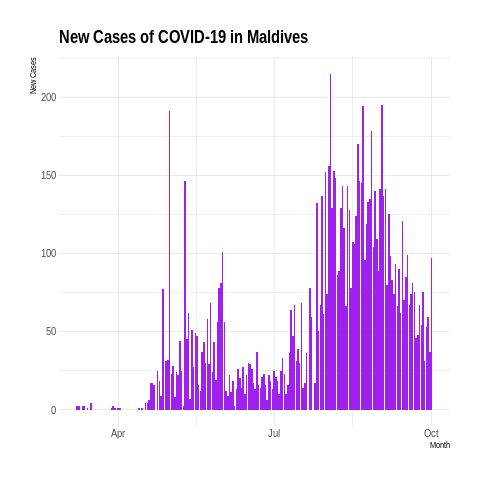 New Cases of COVID-19 in Maldives
New Cases
200
150
100
50
0
Apr
Jul
Oct
Month